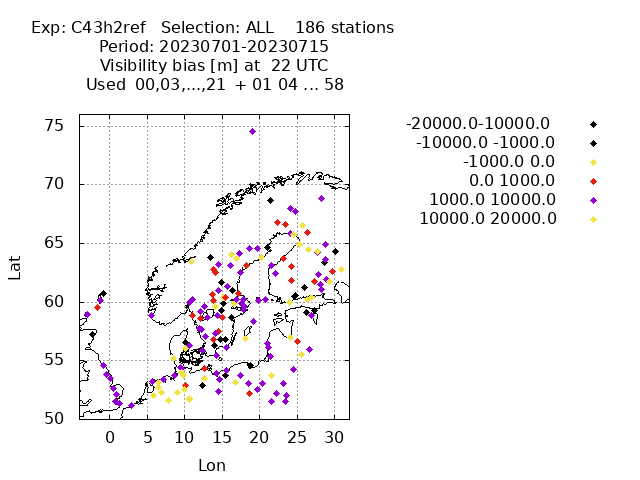 Exp: C43h2ref   Selection: ALL    186 stations
Period: 20230701-20230715
Visibility bias [m] at  22 UTC
Used  00,03,...,21  + 01 04 ... 58
-20000.0-10000.0
-10000.0 -1000.0
-1000.0 0.0
0.0 1000.0
1000.0 10000.0
10000.0 20000.0
75
70
65
60
55
50
Lat
0 5 10 15 20 25 30
Lon